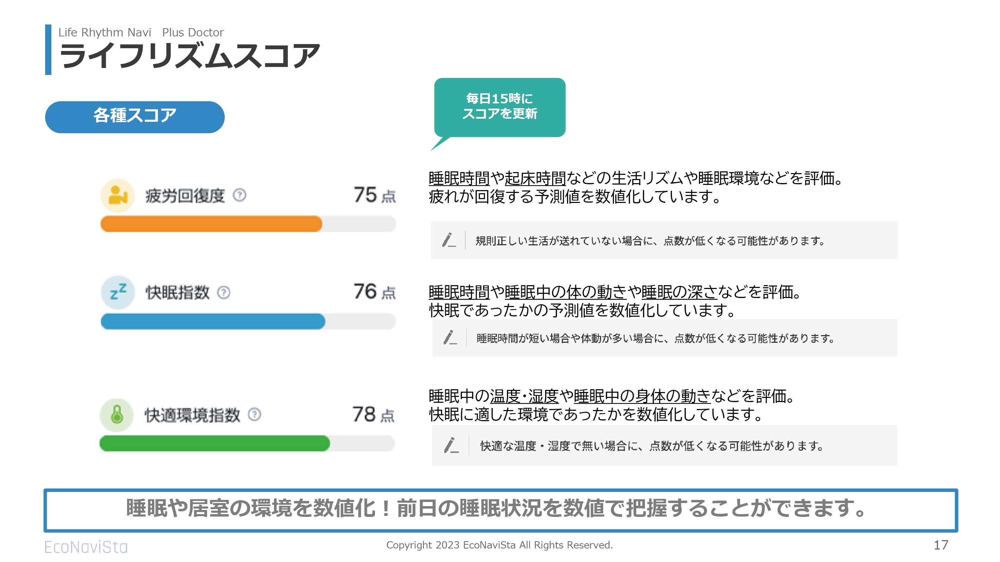 Life Rhythm Navi　Plus Doctor
ライフリズムスコア
各種スコア
毎日15時に
スコアを更新
疲労回復度 ?
75 点
睡眠時間や起床時間などの生活リズムや睡眠環境などを評価。
疲れが回復する予測値を数値化しています。
規則正しい生活が送れていない場合に、点数が低くなる可能性があります。
zZ
快眠指数 ?
76 点
睡眠時間や睡眠中の体の動きや睡眠の深さなどを評価。
快眠であったかの予測値を数値化しています。
睡眠時間が短い場合や体動が多い場合に、点数が低くなる可能性があります。
快適環境指数 ?
78 点
睡眠中の温度・湿度や睡眠中の身体の動きなどを評価。
快眠に適した環境であったかを数値化しています。
快適な温度・湿度で無い場合に、点数が低くなる可能性があります。
睡眠や居室の環境を数値化！前日の睡眠状況を数値で把握することができます。
EcoNaviSta
Copyright 2023 EcoNaviSta All Rights Reserved.
17